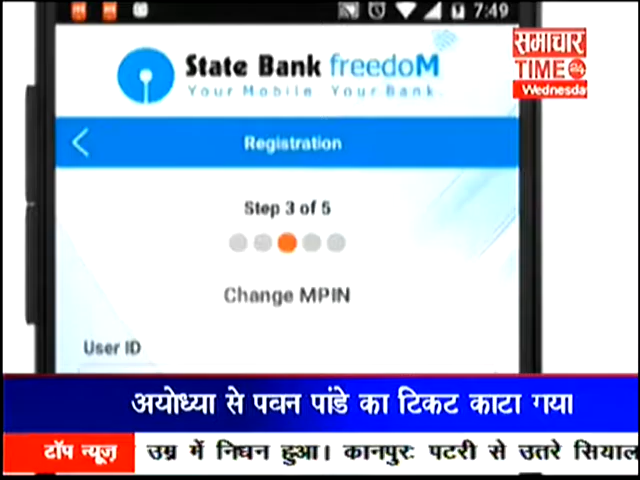 7:49
State Bank freedoM
Your Mobile Your Bank
समाचार
TIME
Wednesda
Registration
Step 3 of 5
Change MPIN
User ID
अयोध्या से पवन पांडे का टिकट काटा गया
टॉप न्यूज़
उम्र में निधन हुआ। कानपुरः पटरी से उतरे सियाल